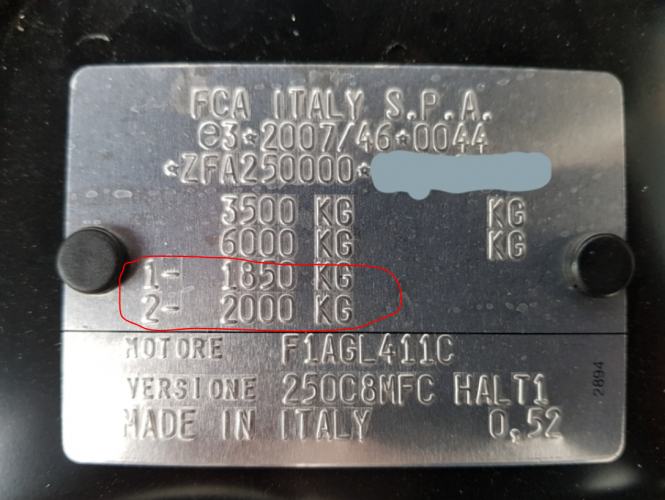 FCA ITALY S.P.A.
e3*2007/46*0044
*ZFA250000*
3500 KG KG
6000 KG KG
1- 1850 KG
2- 2000 KG
MOTORE F1AGL411C
VERSIONE 250C8MFC HALT1
MADE IN ITALY 0,52
2894